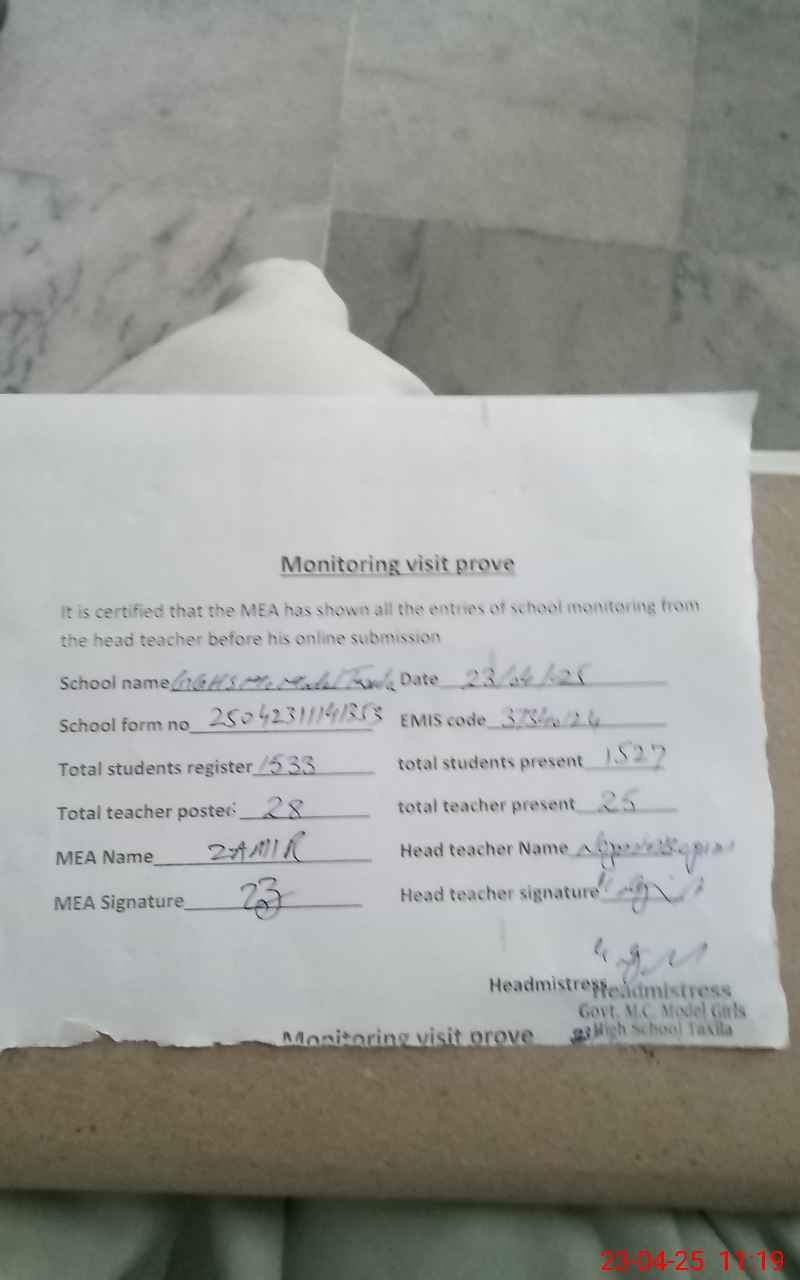 Monitoring visit prove
It is certified that the MEA has shown all the entries of school monitoring from
the head teacher before his online submission
School name Date 23/04/25
School form no EMIS code
Total students register 1533 total students present 1527
Total teacher posted 28 total teacher present 25
MEA Name ZAMIR Head teacher Name
MEA Signature Head teacher signature
Headmistress
Headmistress
Govt. M.C. Model Girls
High School Taxila
Monitoring visit prove
23-04-25 11:19